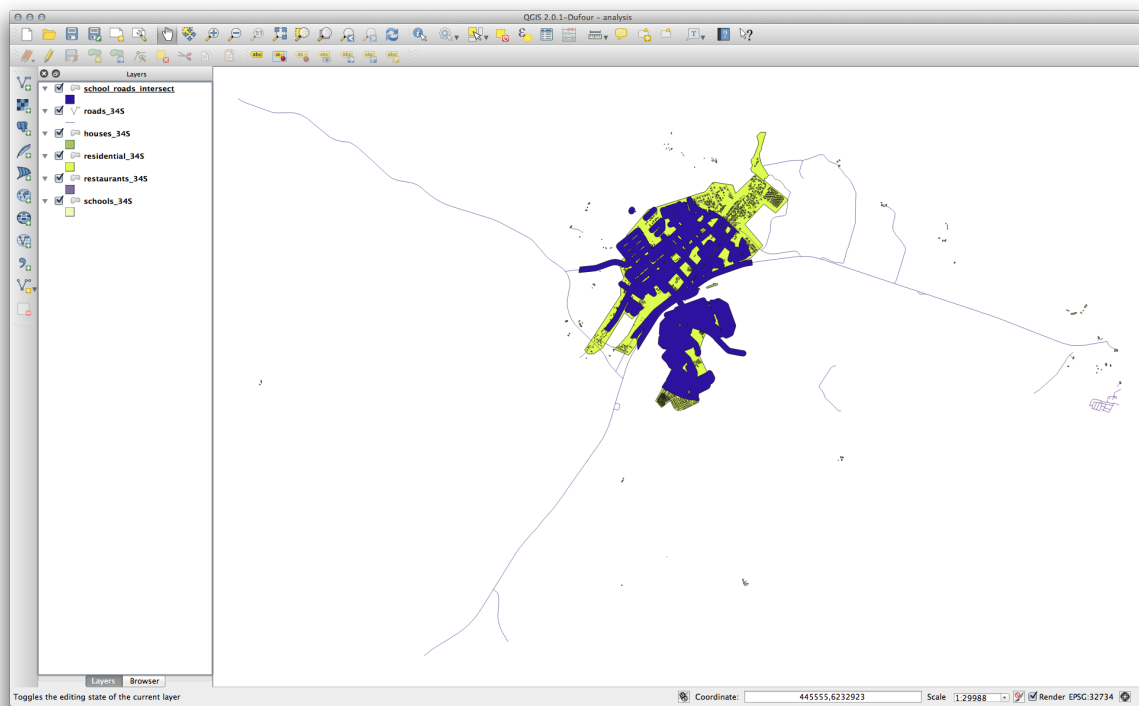 QGIS 2.0.1-Dufour - analysis
Layers
school_roads_intersect
roads_34S
houses_34S
residential_34S
restaurants_34S
schools_34S
Layers Browser
Toggles the editing state of the current layer Coordinate: 445555,6232923 Scale 1:29988 Render EPSG:32734